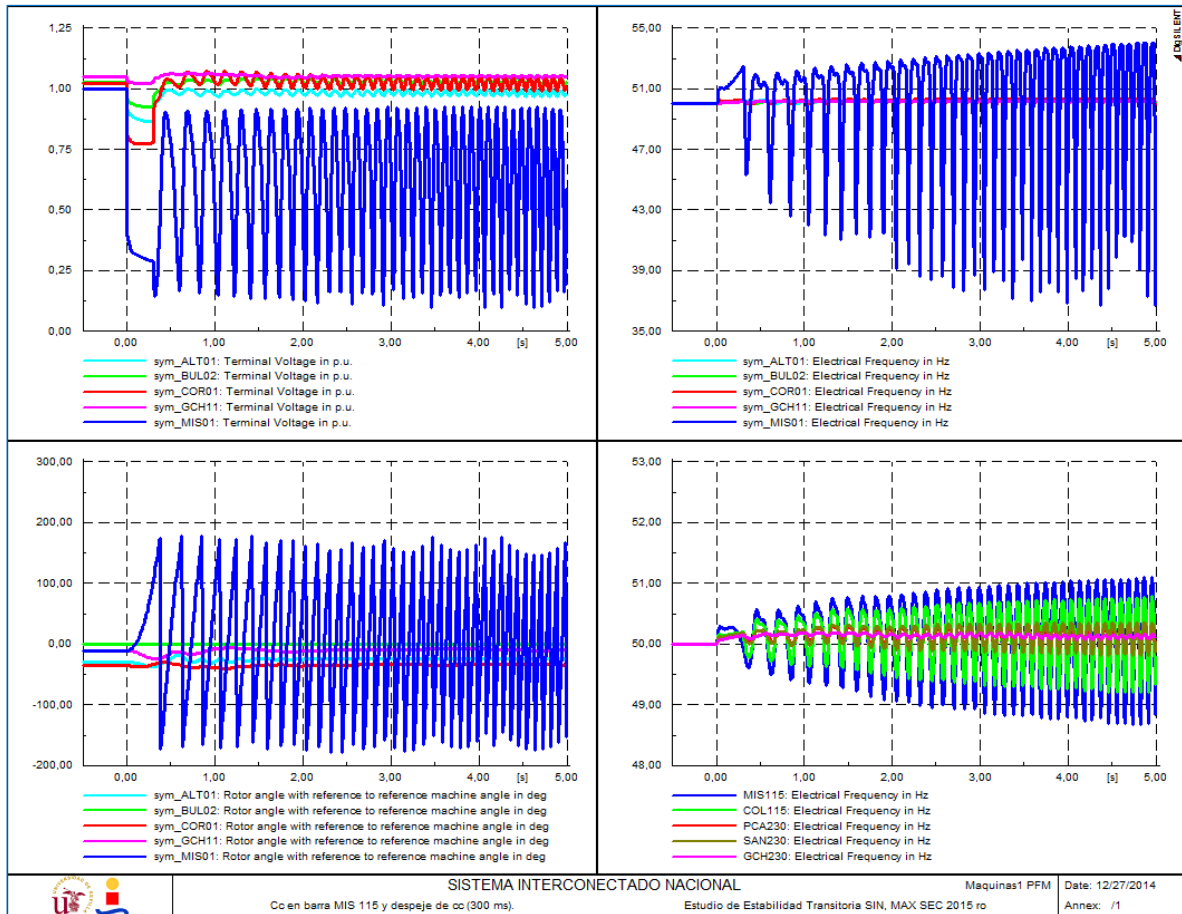 DIgSILENT
1,25
1,00
0,75
0,50
0,25
0,00
0,00 1,00 2,00 3,00 4,00 [s] 5,00
sym_ALT01: Terminal Voltage in p.u.
sym_BUL02: Terminal Voltage in p.u.
sym_COR01: Terminal Voltage in p.u.
sym_GCH11: Terminal Voltage in p.u.
sym_MIS01: Terminal Voltage in p.u.
55,00
51,00
47,00
43,00
39,00
35,00
0,00 1,00 2,00 3,00 4,00 [s] 5,00
sym_ALT01: Electrical Frequency in Hz
sym_BUL02: Electrical Frequency in Hz
sym_COR01: Electrical Frequency in Hz
sym_GCH11: Electrical Frequency in Hz
sym_MIS01: Electrical Frequency in Hz
300,00
200,00
100,00
0,00
-100,00
-200,00
0,00 1,00 2,00 3,00 4,00 [s] 5,00
sym_ALT01: Rotor angle with reference to reference machine angle in deg
sym_BUL02: Rotor angle with reference to reference machine angle in deg
sym_COR01: Rotor angle with reference to reference machine angle in deg
sym_GCH11: Rotor angle with reference to reference machine angle in deg
sym_MIS01: Rotor angle with reference to reference machine angle in deg
53,00
52,00
51,00
50,00
49,00
48,00
0,00 1,00 2,00 3,00 4,00 [s] 5,00
MIS115: Electrical Frequency in Hz
COL115: Electrical Frequency in Hz
PCA230: Electrical Frequency in Hz
SAN230: Electrical Frequency in Hz
GCH230: Electrical Frequency in Hz
SISTEMA INTERCONECTADO NACIONAL
Maquinas1 PFM
Date: 12/27/2014
Cc en barra MIS 115 y despeje de cc (300 ms).
Estudio de Estabilidad Transitoria SIN, MAX SEC 2015 ro
Annex: /1